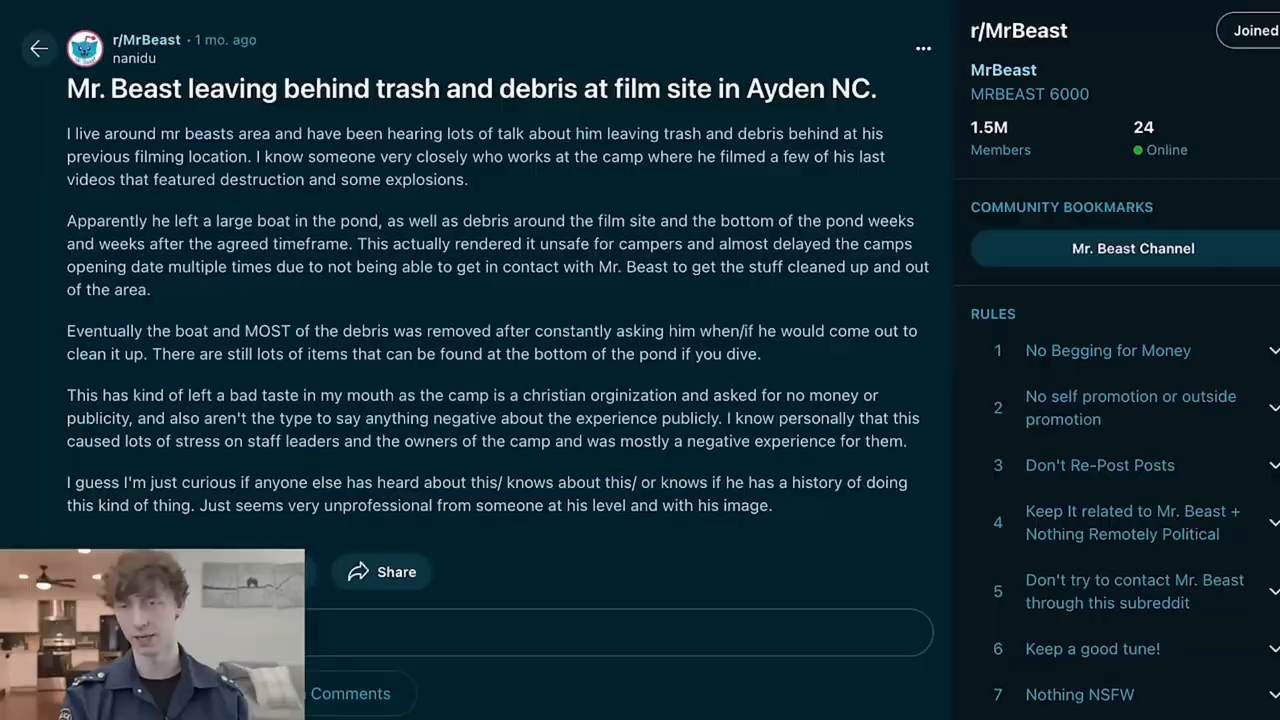 r/MrBeast • 1 mo. ago
nanidu
Mr. Beast leaving behind trash and debris at film site in Ayden NC.
I live around mr beasts area and have been hearing lots of talk about him leaving trash and debris behind at his
previous filming location. I know someone very closely who works at the camp where he filmed a few of his last
videos that featured destruction and some explosions.
Apparently he left a large boat in the pond, as well as debris around the film site and the bottom of the pond weeks
and weeks after the agreed timeframe. This actually rendered it unsafe for campers and almost delayed the camps
opening date multiple times due to not being able to get in contact with Mr. Beast to get the stuff cleaned up and out
of the area.
Eventually the boat and MOST of the debris was removed after constantly asking him when/if he would come out to
clean it up. There are still lots of items that can be found at the bottom of the pond if you dive.
This has kind of left a bad taste in my mouth as the camp is a christian orginization and asked for no money or
publicity, and also aren't the type to say anything negative about the experience publicly. I know personally that this
caused lots of stress on staff leaders and the owners of the camp and was mostly a negative experience for them.
I guess I'm just curious if anyone else has heard about this/ knows about this/ or knows if he has a history of doing
this kind of thing. Just seems very unprofessional from someone at his level and with his image.
Share
Comments
r/MrBeast
Joined
MrBeast
MRBEAST 6000
1.5M
24
Members
Online
COMMUNITY BOOKMARKS
Mr. Beast Channel
RULES
1 No Begging for Money
2 No self promotion or outside
promotion
3 Don't Re-Post Posts
4 Keep It related to Mr. Beast +
Nothing Remotely Political
5 Don't try to contact Mr. Beast
through this subreddit
6 Keep a good tune!
7 Nothing NSFW